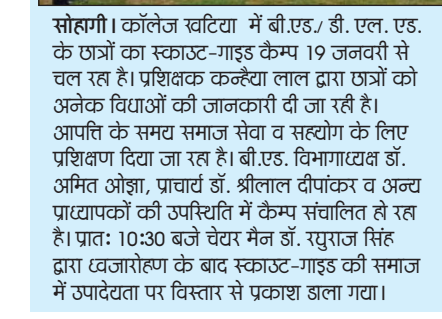 सोहागी। कॉलेज खटिया में बी.एड./ डी. एल. एड.
के छात्रों का स्काउट-गाइड कैम्प 19 जनवरी से
चल रहा है। प्रशिक्षक कन्हैया लाल द्वारा छात्रों को
अनेक विधाओं की जानकारी दी जा रही है।
आपत्ति के समय समाज सेवा व सहयोग के लिए
प्रशिक्षण दिया जा रहा है। बी.एड. विभागाध्यक्ष डॉ.
अमित ओझा, प्राचार्य डॉ. श्रीलाल दीपांकर व अन्य
प्राध्यापकों की उपस्थिति में कैम्प संचालित हो रहा
है। प्रातः 10:30 बजे चेयर मैन डॉ. रघुराज सिंह
द्वारा ध्वजारोहण के बाद स्काउट-गाइड की समाज
में उपादेयता पर विस्तार से प्रकाश डाला गया।